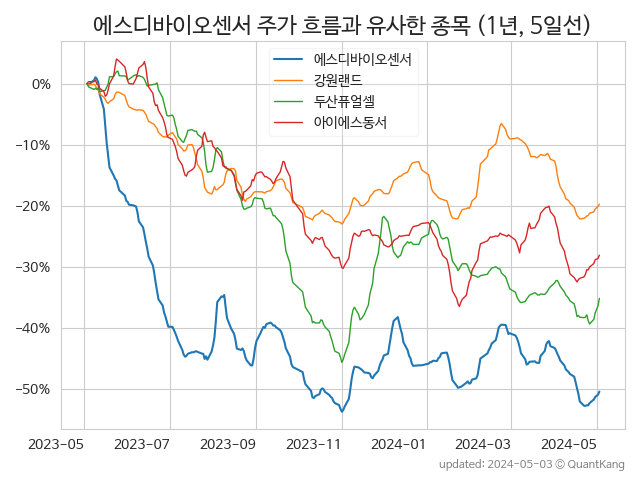 에스디바이오센서 주가 흐름과 유사한 종목 (1년, 5일선)
에스디바이오센서
강원랜드
두산퓨얼셀
아이에스동서
0%
−10%
−20%
−30%
−40%
−50%
2023-05 2023-07 2023-09 2023-11 2024-01 2024-03 2024-05
updated: 2024-05-03 © QuantKang